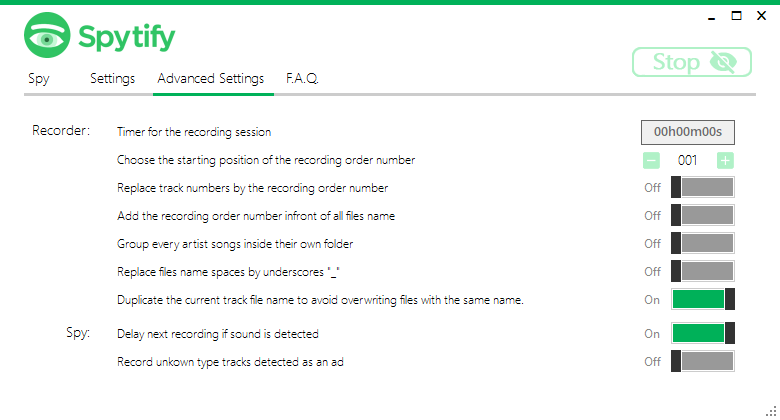 Spytify
Stop
Spy Settings Advanced Settings F.A.Q.
Recorder: Timer for the recording session 00h00m00s
Choose the starting position of the recording order number − 001 +
Replace track numbers by the recording order number Off
Add the recording order number infront of all files name Off
Group every artist songs inside their own folder Off
Replace files name spaces by underscores "_" Off
Duplicate the current track file name to avoid overwriting files with the same name. On
Spy: Delay next recording if sound is detected On
Record unkown type tracks detected as an ad Off